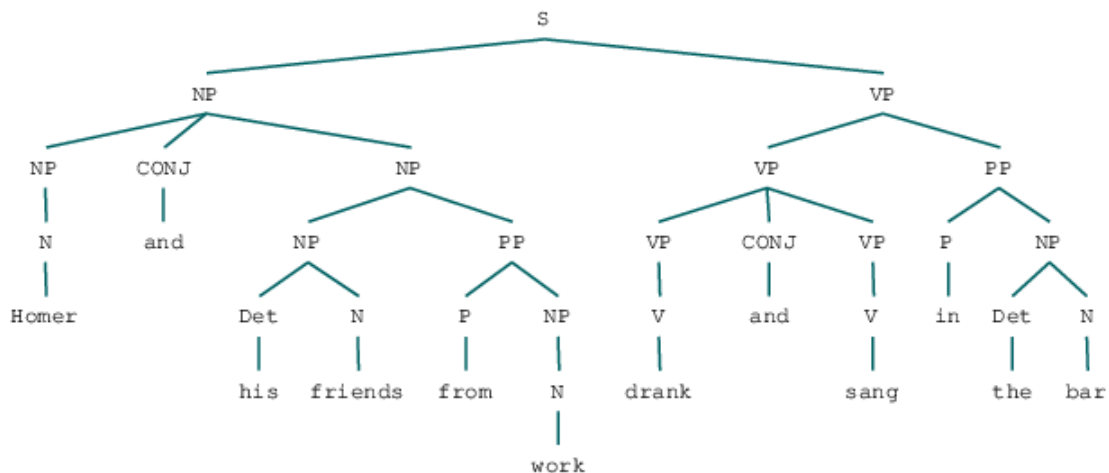 S
NP VP
NP CONJ NP VP PP
N and NP PP VP CONJ VP P NP
Homer Det N P NP V and V in Det N
his friends from N drank sang the bar
work